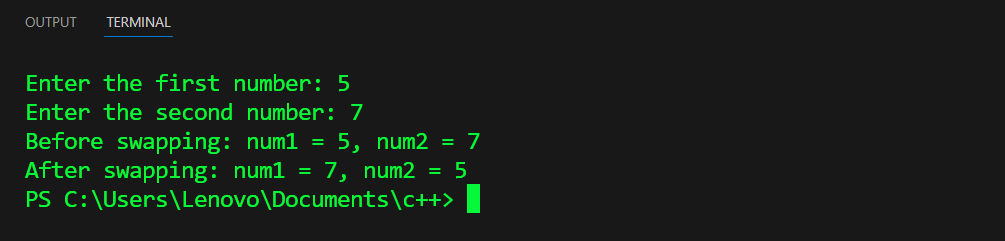 OUTPUT TERMINAL
Enter the first number: 5
Enter the second number: 7
Before swapping: num1 = 5, num2 = 7
After swapping: num1 = 7, num2 = 5
PS C:\Users\Lenovo\Documents\c++>